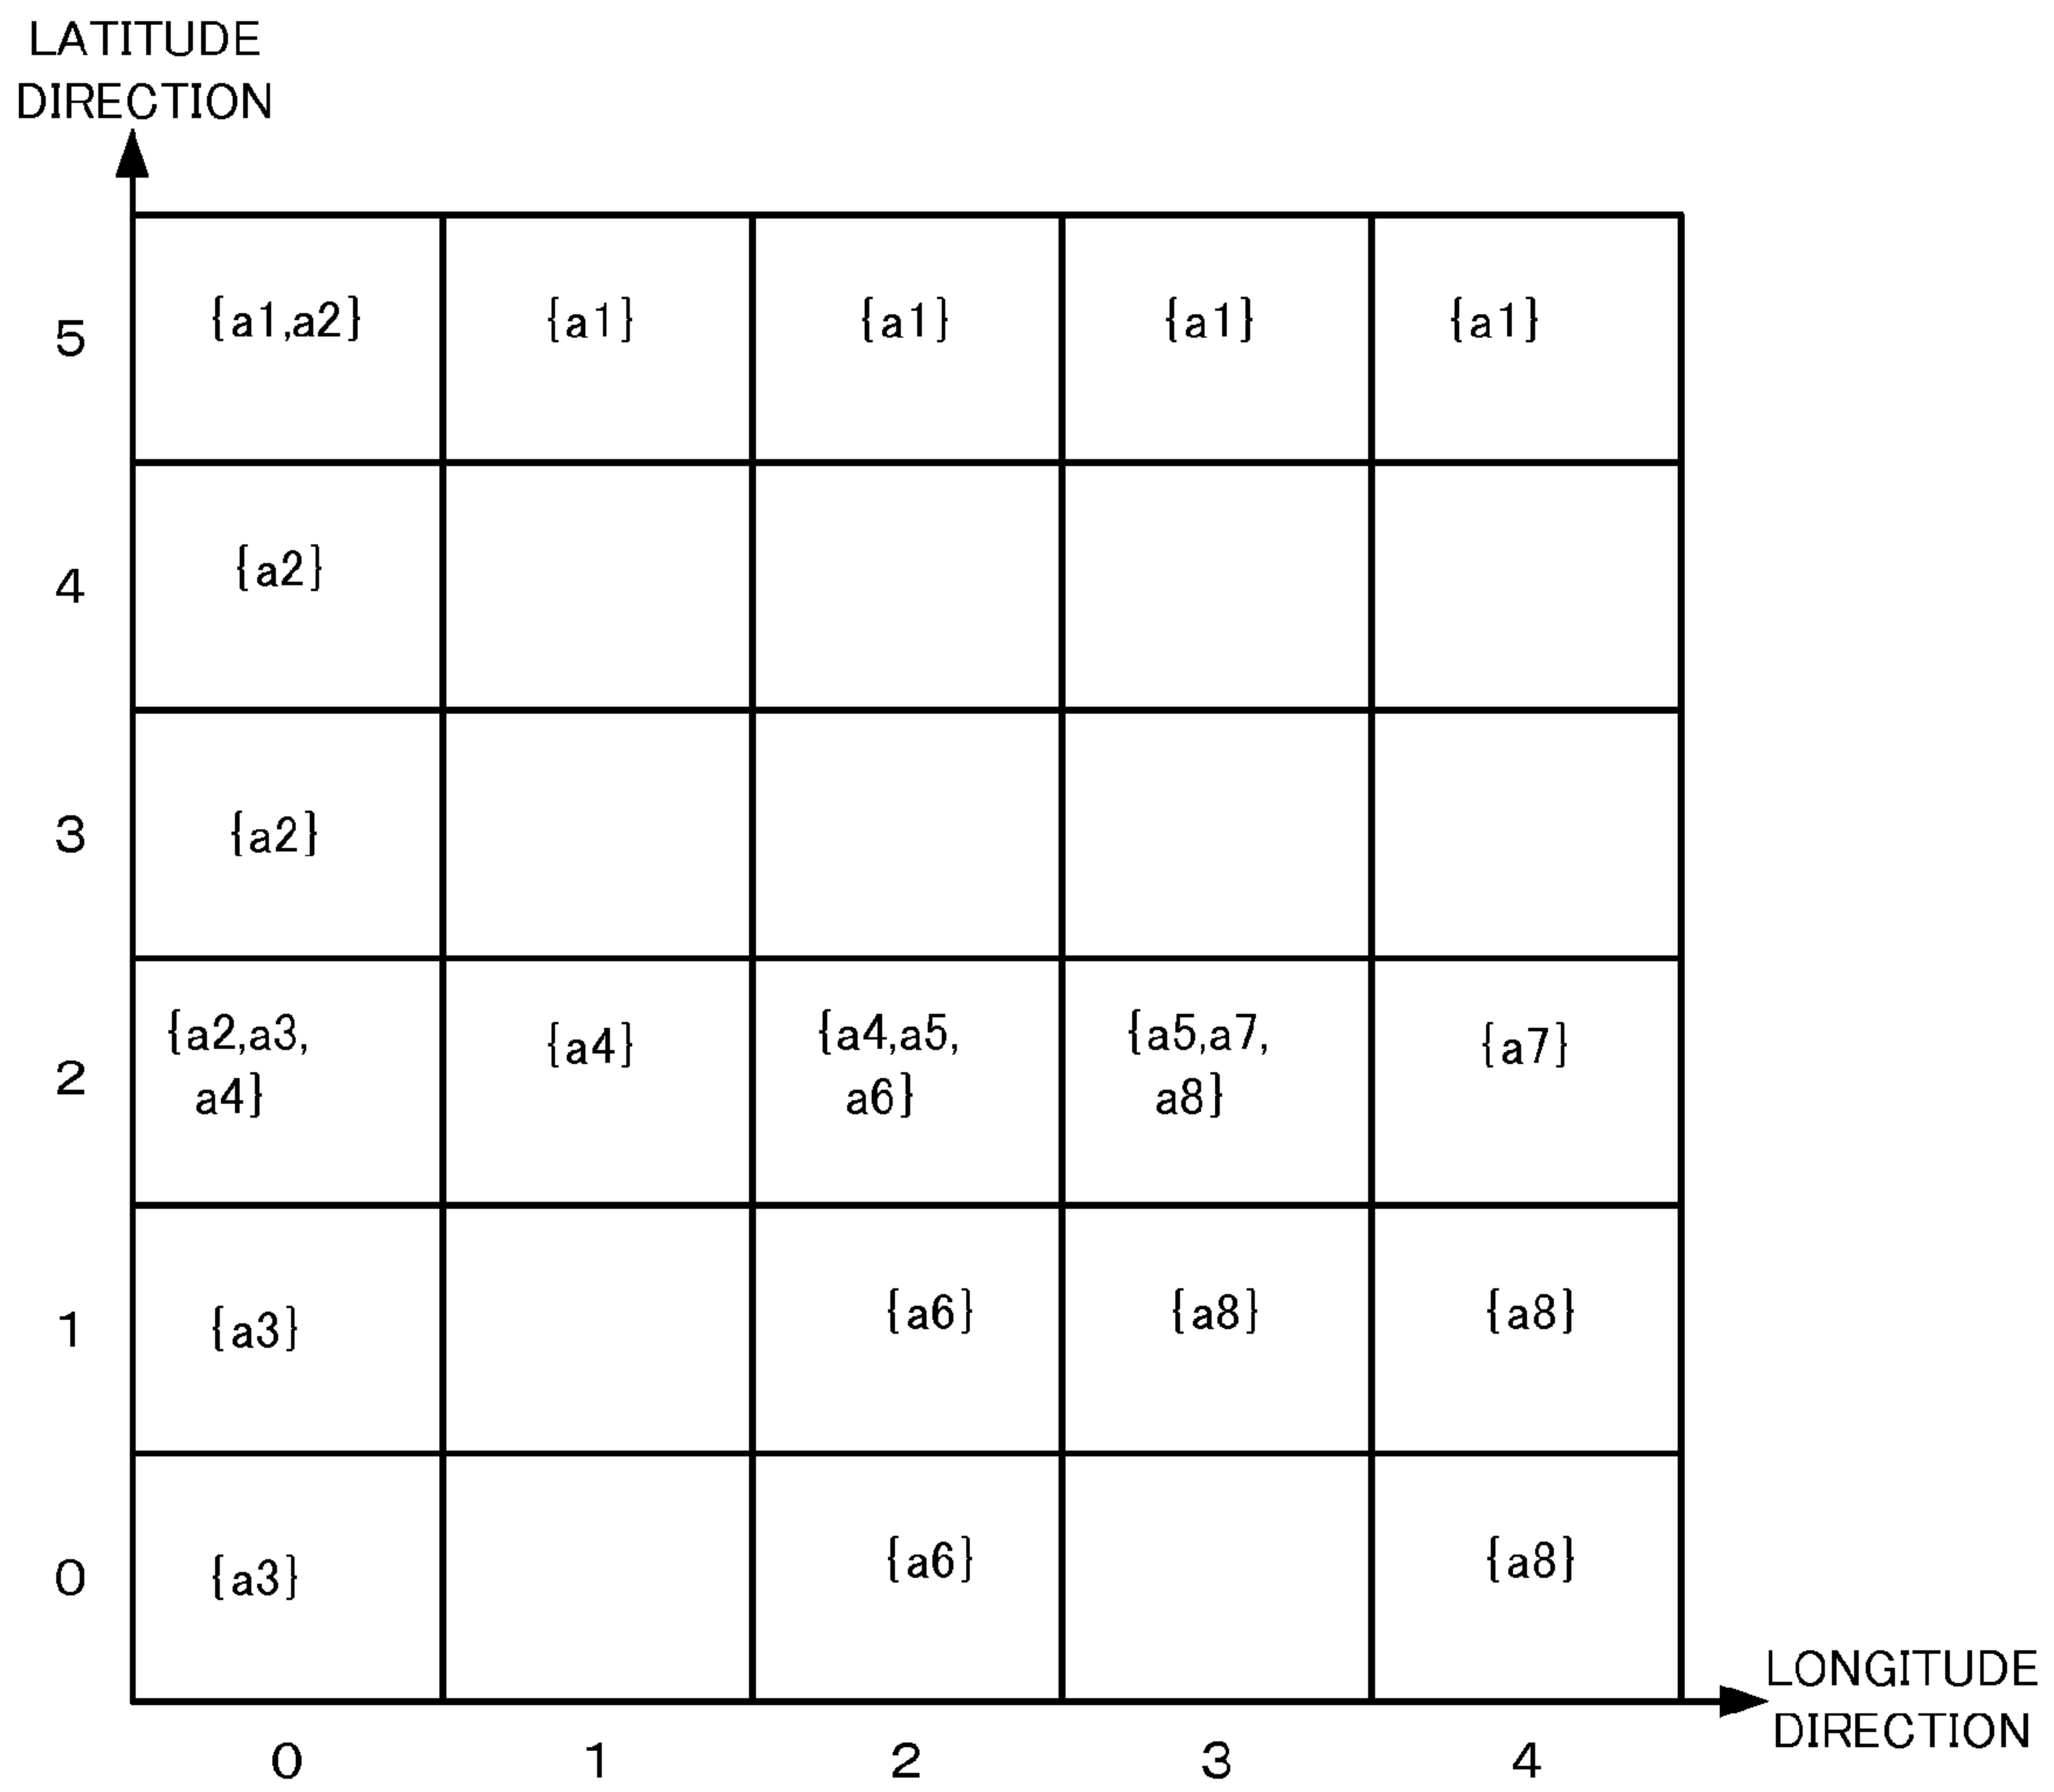 LATITUDE
DIRECTION
5
{a1,a2}
{a1}
{a1}
{a1}
{a1}
4
{a2}
3
{a2}
2
{a2,a3,
a4}
{a4}
{a4,a5,
a6}
{a5,a7,
a8}
{a7}
1
{a3}
{a6}
{a8}
{a8}
0
{a3}
{a6}
{a8}
LONGITUDE
DIRECTION
0
1
2
3
4